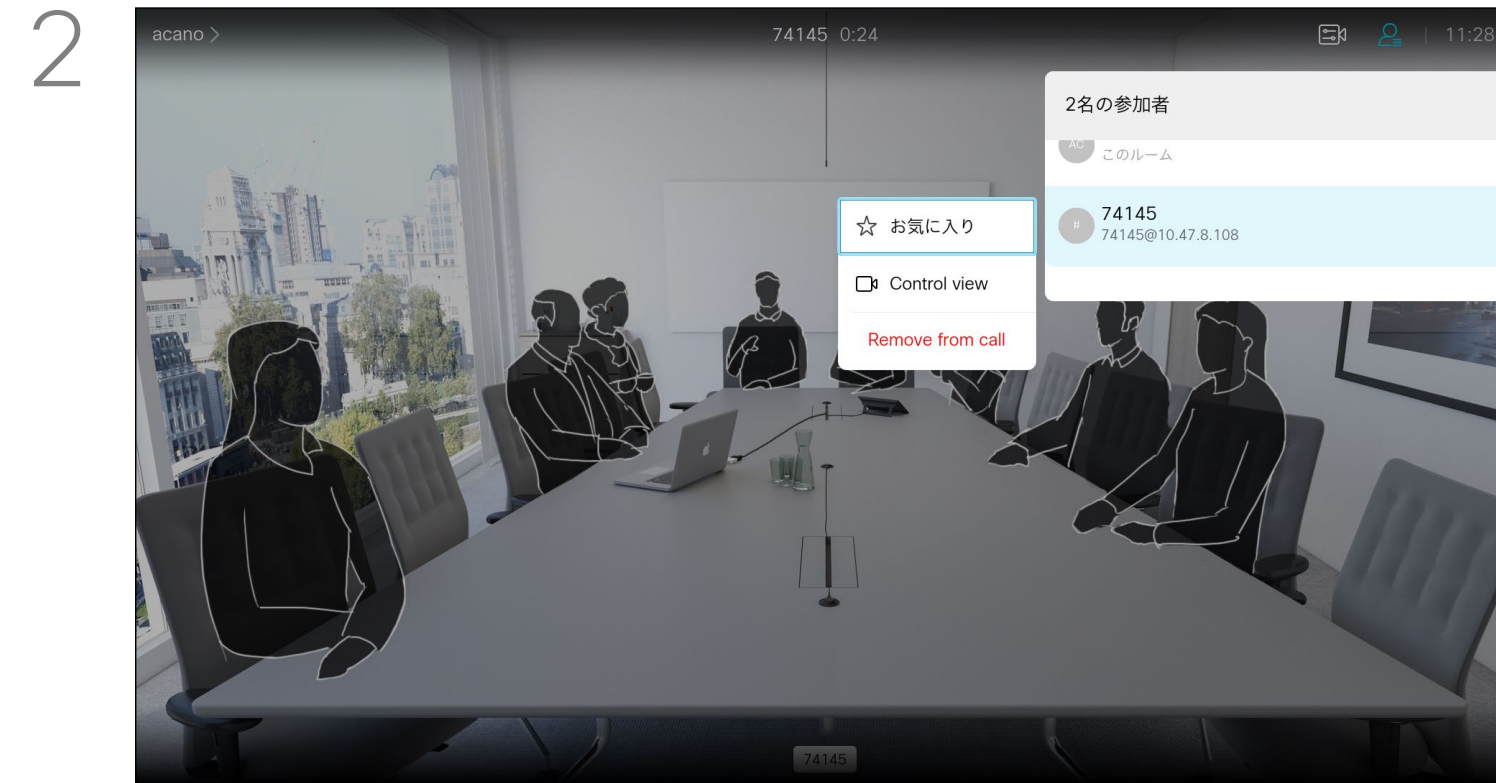 2
acano >
74145 0:24
11:28
2名の参加者
AC
このルーム
#
74145
74145@10.47.8.108
お気に入り
Control view
Remove from call
74145